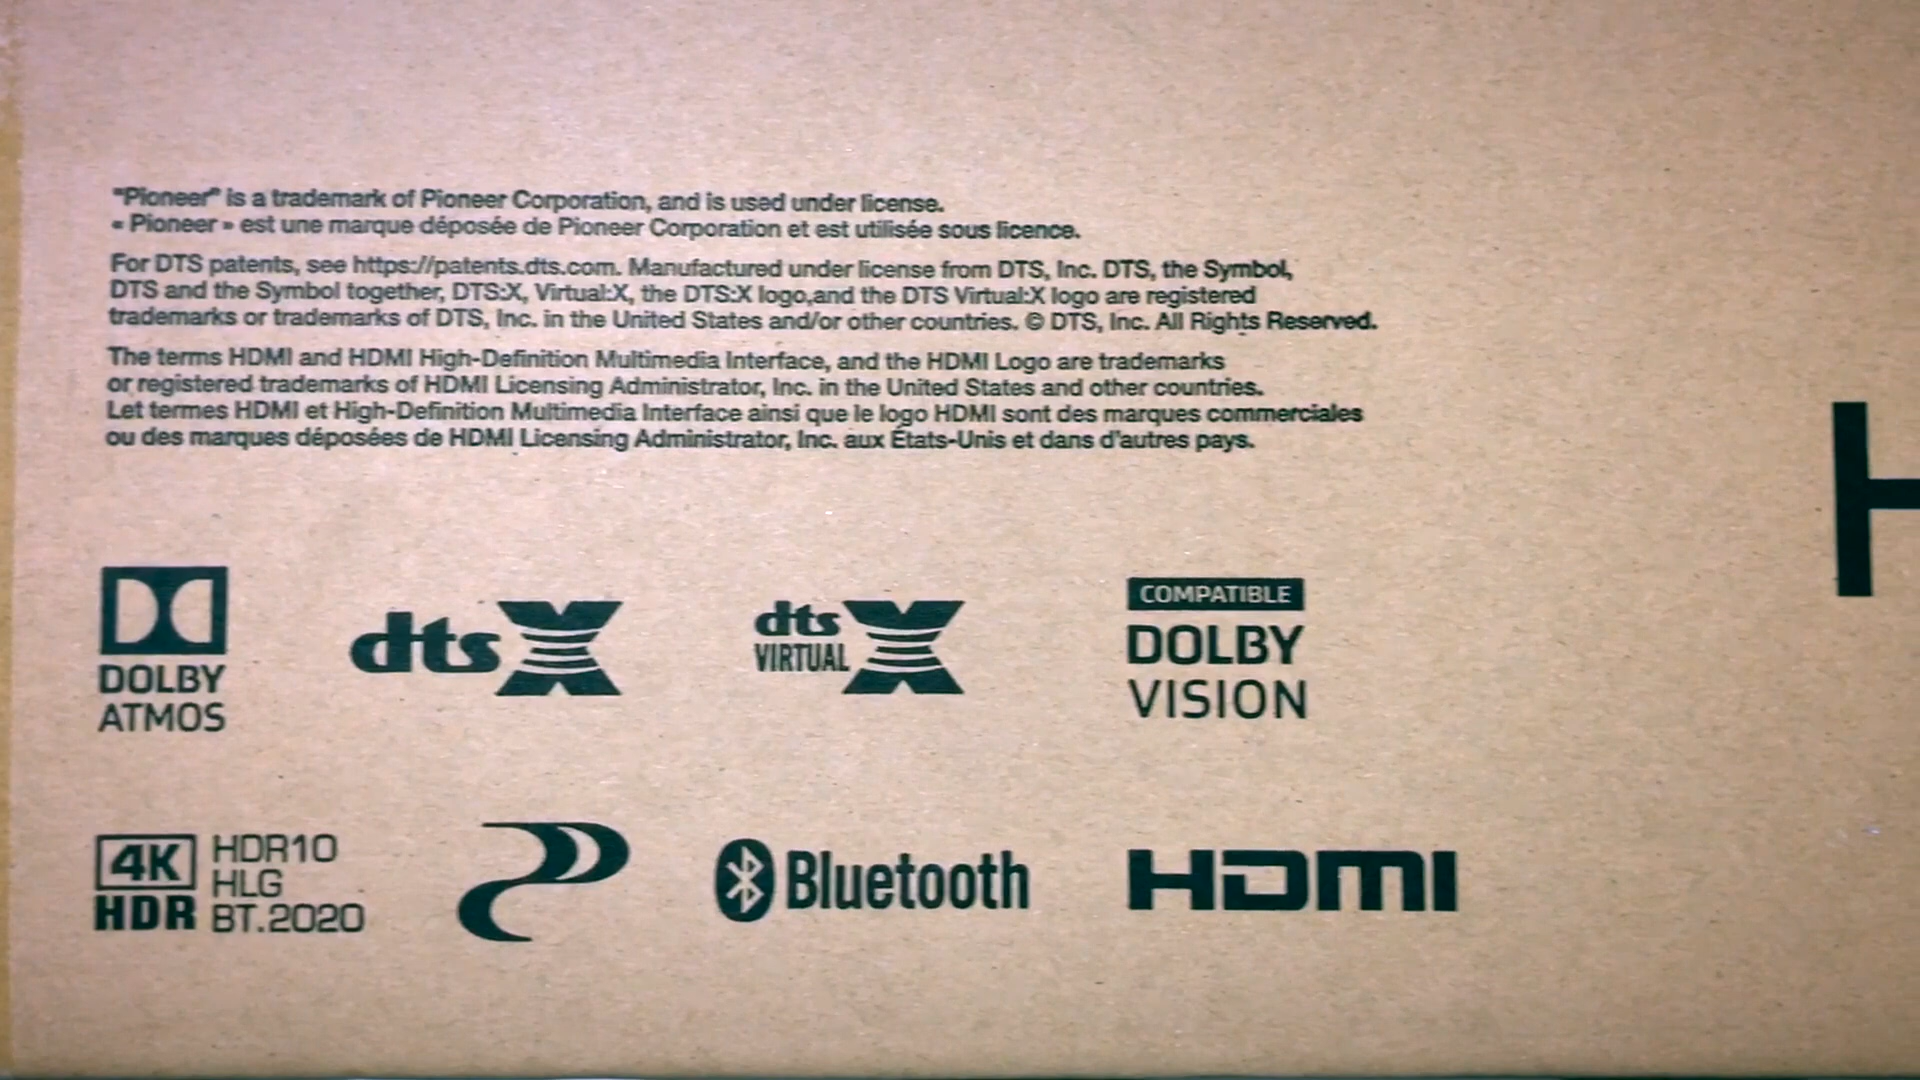 "Pioneer" is a trademark of Pioneer Corporation, and is used under license.
« Pioneer » est une marque déposée de Pioneer Corporation et est utilisée sous licence.
For DTS patents, see https://patents.dts.com. Manufactured under license from DTS, Inc. DTS, the Symbol,
DTS and the Symbol together, DTS:X, Virtual:X, the DTS:X logo,and the DTS Virtual:X logo are registered
trademarks or trademarks of DTS, Inc. in the United States and/or other countries. © DTS, Inc. All Rights Reserved.
The terms HDMI and HDMI High-Definition Multimedia Interface, and the HDMI Logo are trademarks
or registered trademarks of HDMI Licensing Administrator, Inc. in the United States and other countries.
Let termes HDMI et High-Definition Multimedia Interface ainsi que le logo HDMI sont des marques commerciales
ou des marques déposées de HDMI Licensing Administrator, Inc. aux États-Unis et dans d'autres pays.
H
DOLBY
ATMOS
dts X
dts
VIRTUAL X
COMPATIBLE
DOLBY
VISION
4K
HDR
HDR10
HLG
BT.2020
Bluetooth
HDMI